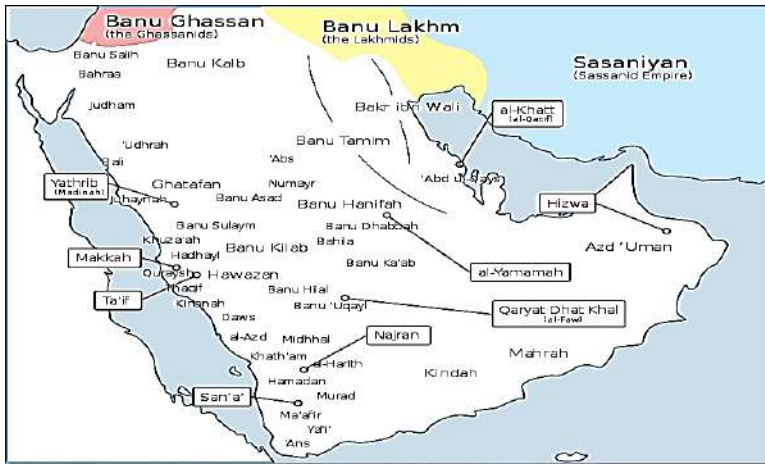 Banu Ghassan
(the Ghassanids)
Banu Lakhm
(the Lakhmids)
Sasaniyan
(Sassanid Empire)
Banu Salih
Banu Kalb
Bahraa
Judham
Bakr ibn Wali
al-Khatt
(al-Qatif)
'Udhrah
Banu Tamim
Bali
'Abs
'Abd ul-Qays
Yathrib
(Madinah)
Juhaynah
Ghatafan
Numayr
Banu Asad
Banu Hanifah
Hizwa
Banu Sulaym
Banu Dhabbah
Khuza'ah
Banu Kilab
Bahila
Azd 'Uman
Makkah
Hadhayl
Banu Ka'ab
Quraysh
Hawazan
al-Yamamah
Thaqif
Ta'if
Kinanah
Banu Hilal
Banu 'Uqayl
Qaryat Dhat Khal
(al-Faw)
Daws
al-Azd
Midhhal
Najran
Khath'am
al-Harith
Mahrah
Hamadan
Kindah
San'a'
Murad
Ma'afir
Yafi'
'Ans